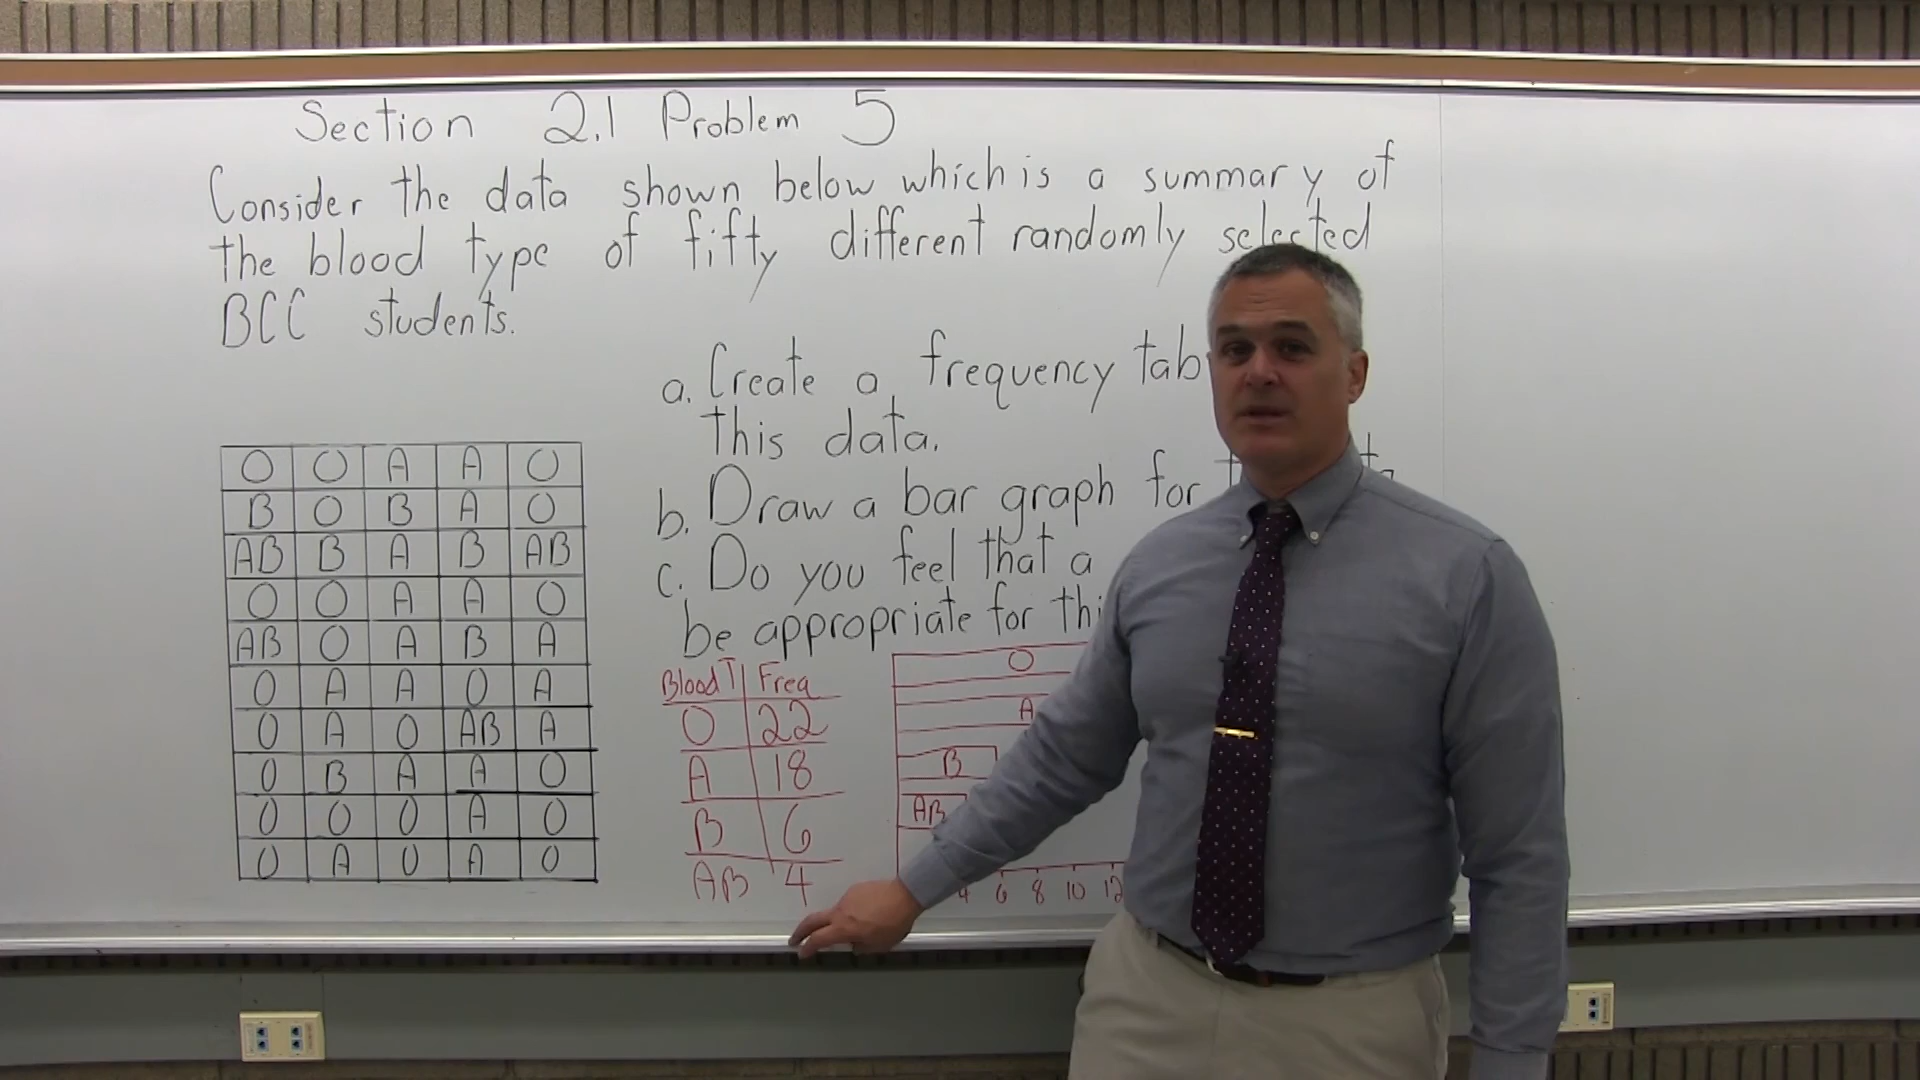 Section 2.1 Problem 5
Consider the data shown below which is a summary of
the blood type of fifty different randomly selected
BCC students.
a. Create a frequency
this data.
b. Draw a bar graph for
c. Do you feel that a
be appropriate for
O O A A O
B O B A O
AB B A B AB
O O A A O
AB O A B A
O A A O A
O A O AB A
O B A A O
O O O A O
O A O A O
Blood T Freq
O 22
A 18
B 6
AB 4
O
A
B
AB
4 6 8 10 12